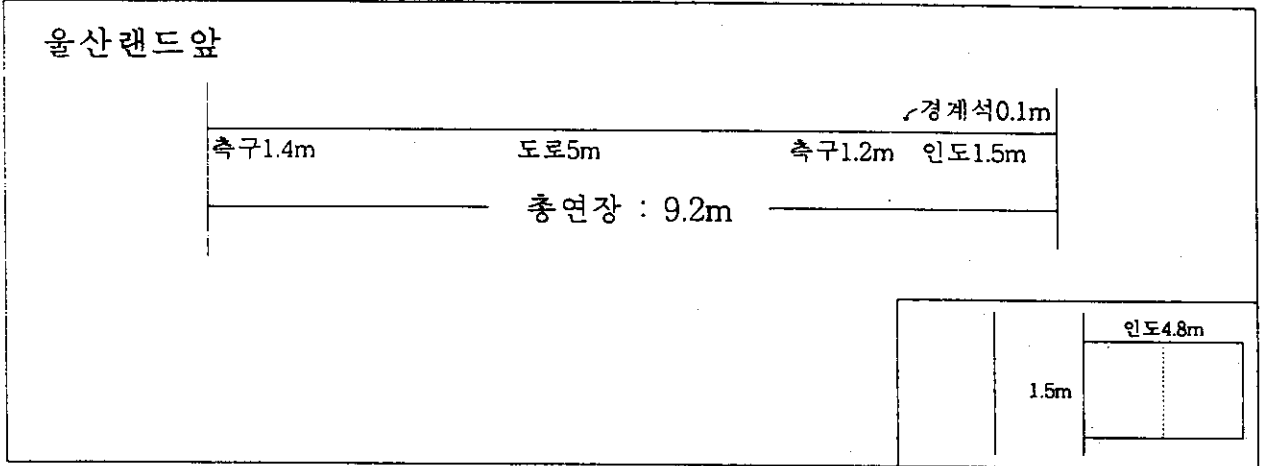 울산랜드앞
경계석0.1m
측구1.4m 도로5m 측구1.2m 인도1.5m
총연장 : 9.2m
인도4.8m
1.5m